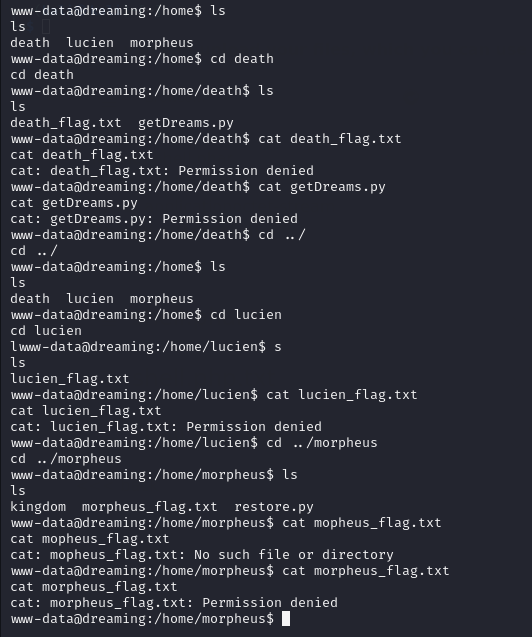 www-data@dreaming:/home$ ls
ls
death  lucien  morpheus
www-data@dreaming:/home$ cd death
cd death
www-data@dreaming:/home/death$ ls
ls
death_flag.txt  getDreams.py
www-data@dreaming:/home/death$ cat death_flag.txt
cat death_flag.txt
cat: death_flag.txt: Permission denied
www-data@dreaming:/home/death$ cat getDreams.py
cat getDreams.py
cat: getDreams.py: Permission denied
www-data@dreaming:/home/death$ cd ../
cd ../
www-data@dreaming:/home$ ls
ls
death  lucien  morpheus
www-data@dreaming:/home$ cd lucien
cd lucien
lwww-data@dreaming:/home/lucien$ s
ls
lucien_flag.txt
www-data@dreaming:/home/lucien$ cat lucien_flag.txt
cat lucien_flag.txt
cat: lucien_flag.txt: Permission denied
www-data@dreaming:/home/lucien$ cd ../morpheus
cd ../morpheus
www-data@dreaming:/home/morpheus$ ls
ls
kingdom  morpheus_flag.txt  restore.py
www-data@dreaming:/home/morpheus$ cat mopheus_flag.txt
cat mopheus_flag.txt
cat: mopheus_flag.txt: No such file or directory
www-data@dreaming:/home/morpheus$ cat morpheus_flag.txt
cat morpheus_flag.txt
cat: morpheus_flag.txt: Permission denied
www-data@dreaming:/home/morpheus$